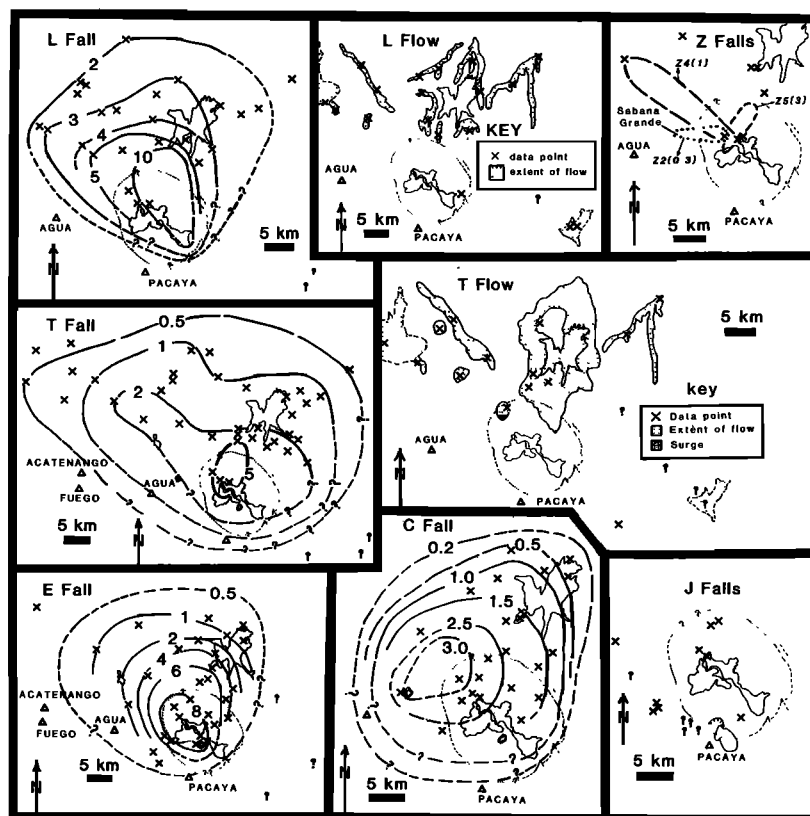 L Fall
2
3
4
5
10
AGUA
N
PACAYA
5 km
L Flow
KEY
data point
extent of flow
AGUA
N
PACAYA
5 km
Z Falls
Z4(1)
Z5(3)
Sabana
Grande
Z2(0.3)
AGUA
N
PACAYA
5 km
T Fall
0.5
1
2
5
ACATENANGO
FUEGO
AGUA
5 km
N
T Flow
5 km
key
Data point
Extent of flow
Surge
AGUA
N
PACAYA
E Fall
0.5
1
2
4
6
8
ACATENANGO
FUEGO
AGUA
N
5 km
PACAYA
C Fall
0.2
0.5
1.0
1.5
2.5
3.0
N
5 km
PACAYA
J Falls
N
PACAYA
5 km